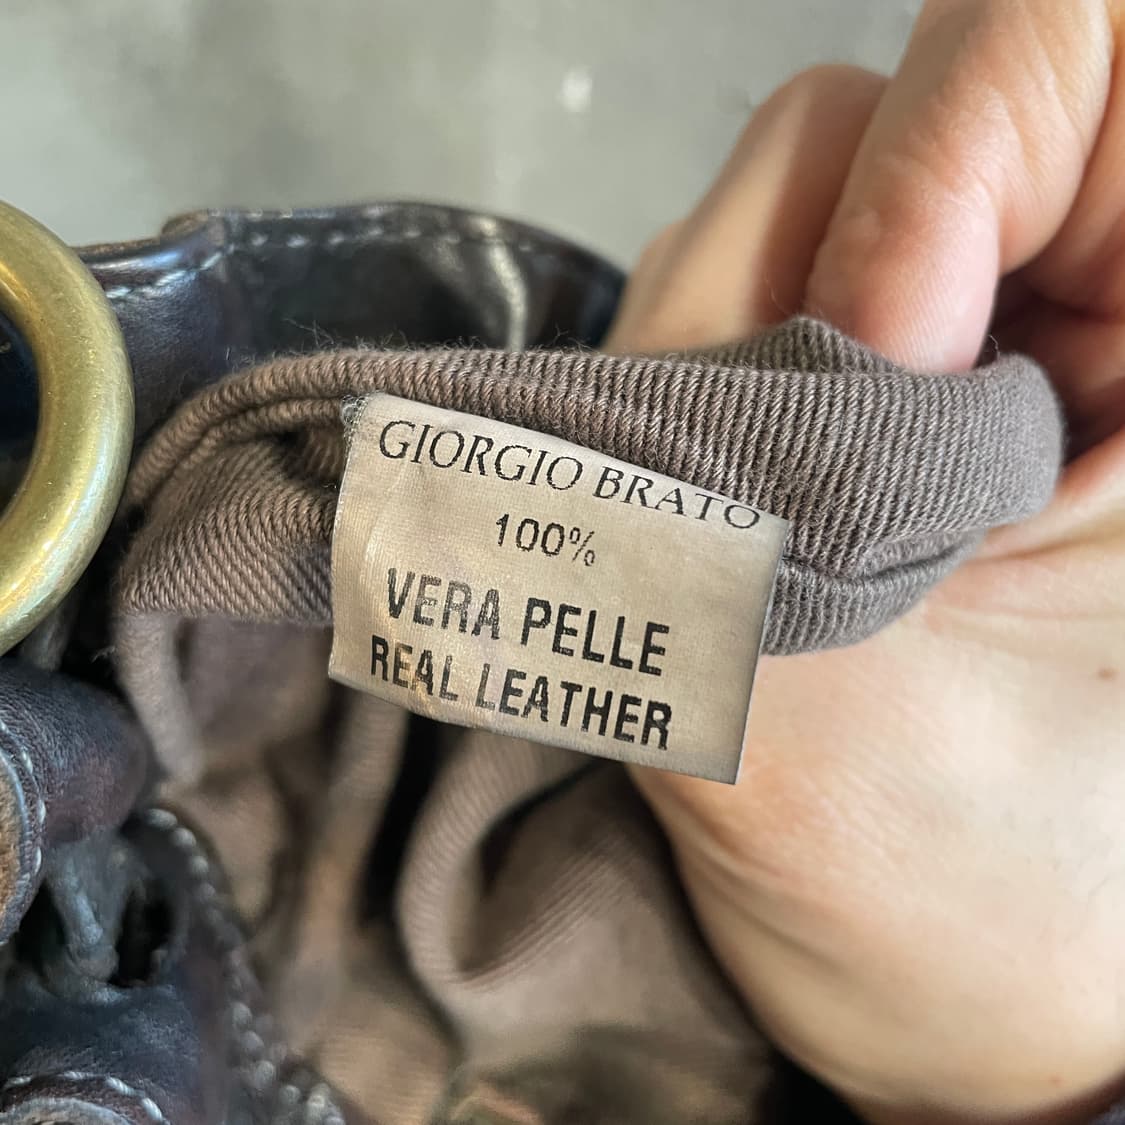 GIORGIO BRATO
100%
VERA PELLE
REAL LEATHER